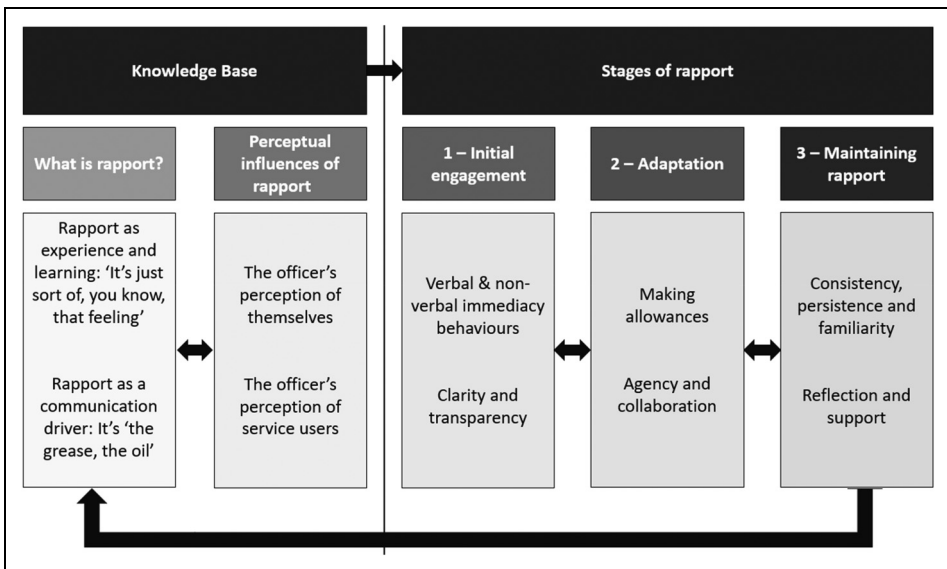 Knowledge Base
Stages of rapport
What is rapport?
Perceptual
influences of
rapport
1 – Initial
engagement
2 – Adaptation
3 – Maintaining
rapport
Rapport as
experience and
learning: ‘It’s just
sort of, you know,
that feeling’
Rapport as a
communication
driver: It’s ‘the
grease, the oil’
The officer’s
perception of
themselves
The officer’s
perception of
service users
Verbal & non-
verbal immediacy
behaviours
Clarity and
transparency
Making
allowances
Agency and
collaboration
Consistency,
persistence and
familiarity
Reflection and
support